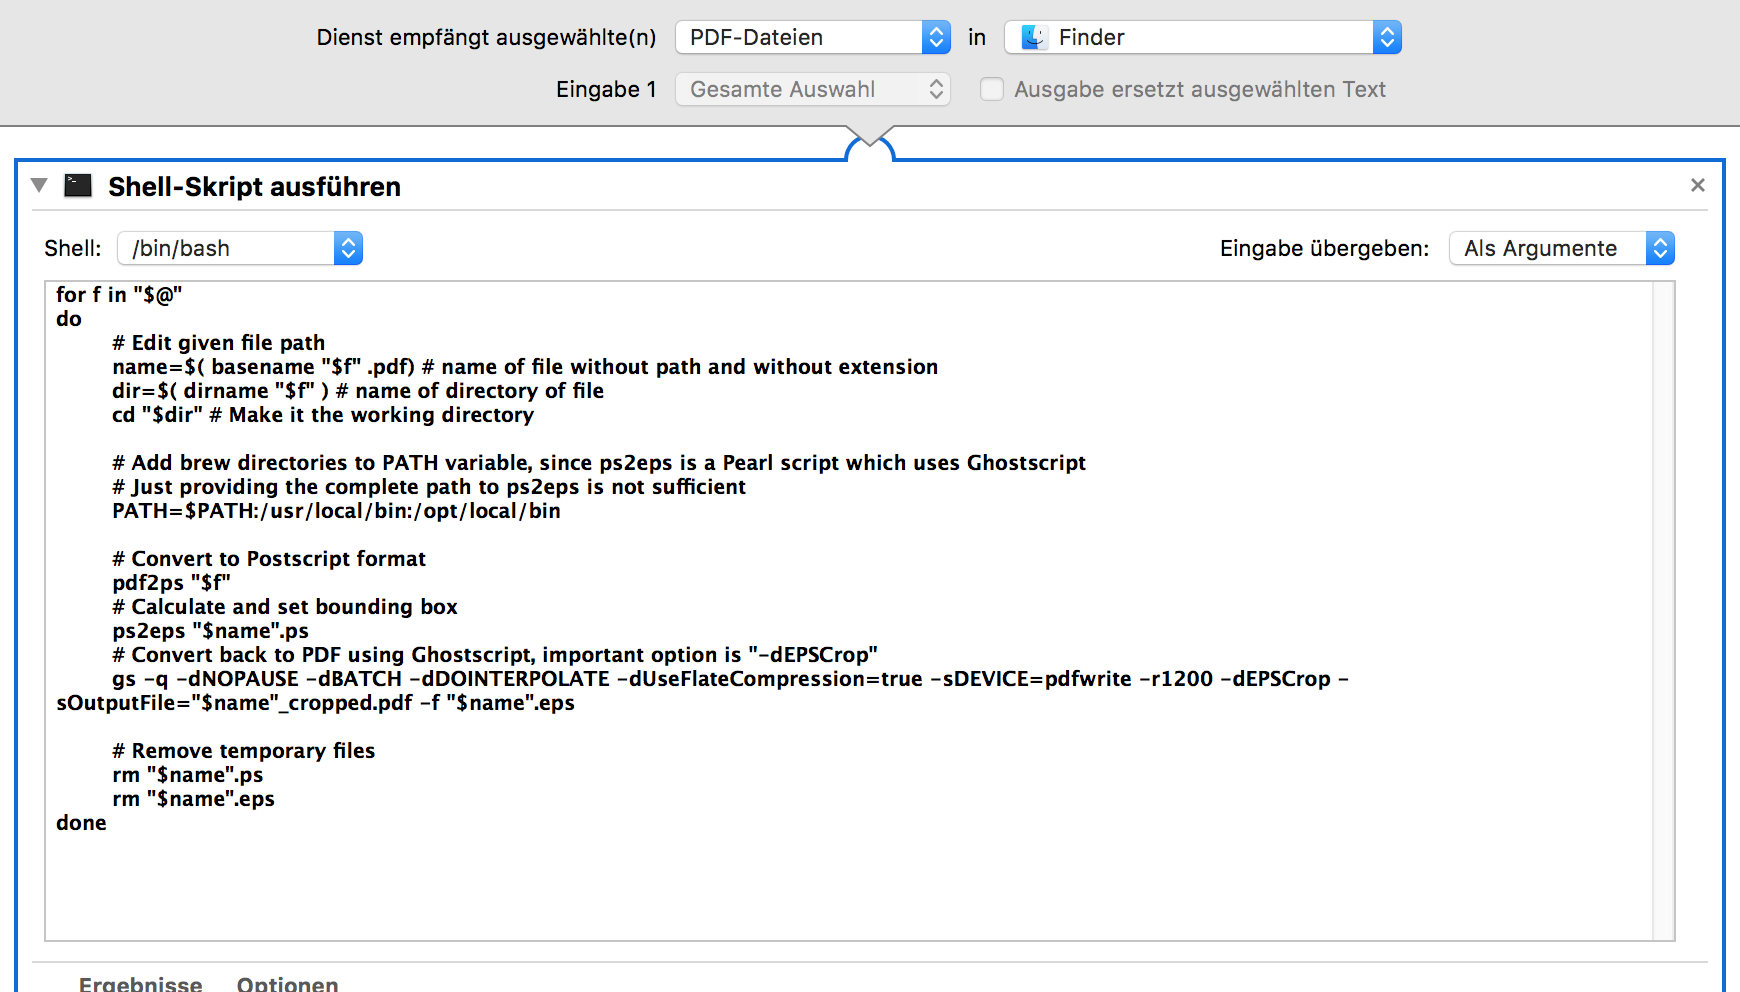 Dienst empfängt ausgewählte(n) PDF-Dateien in Finder
Eingabe 1 Gesamte Auswahl Ausgabe ersetzt ausgewählten Text
Shell-Skript ausführen
Shell: /bin/bash Eingabe übergeben: Als Argumente
for f in "$@"
do
# Edit given file path
name=$( basename "$f" .pdf) # name of file without path and without extension
dir=$( dirname "$f" ) # name of directory of file
cd "$dir" # Make it the working directory
# Add brew directories to PATH variable, since ps2eps is a Pearl script which uses Ghostscript
# Just providing the complete path to ps2eps is not sufficient
PATH=$PATH:/usr/local/bin:/opt/local/bin
# Convert to Postscript format
pdf2ps "$f"
# Calculate and set bounding box
ps2eps "$name".ps
# Convert back to PDF using Ghostscript, important option is "-dEPSCrop"
gs -q -dNOPAUSE -dBATCH -dDOINTERPOLATE -dUseFlateCompression=true -sDEVICE=pdfwrite -r1200 -dEPSCrop -
sOutputFile="$name"_cropped.pdf -f "$name".eps
# Remove temporary files
rm "$name".ps
rm "$name".eps
done
Ergebnisse Optionen